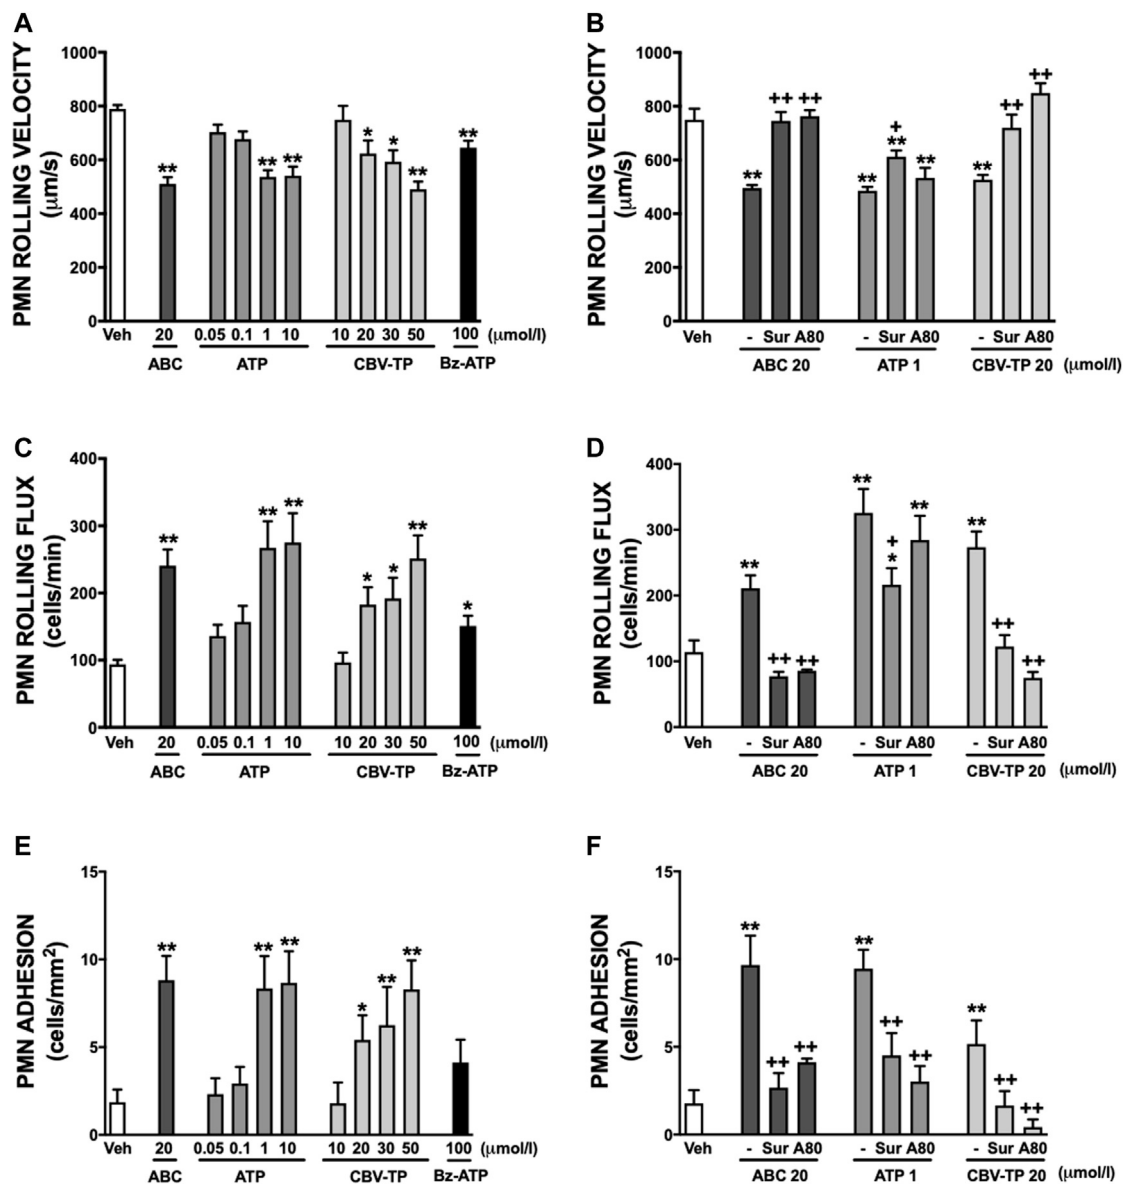 A
PMN ROLLING VELOCITY
(μm/s)
1000
800
600
400
200
0
**
** **
*
*
**
**
Veh 20 0.05 0.1 1 10 10 20 30 50 100 (μmol/l)
ABC ATP CBV-TP Bz-ATP
B
PMN ROLLING VELOCITY
(μm/s)
1000
800
600
400
200
0
**
++ ++
**
+
**
**
**
++
++
Veh - Sur A80 - Sur A80 - Sur A80
ABC 20 ATP 1 CBV-TP 20 (μmol/l)
C
PMN ROLLING FLUX
(cells/min)
400
300
200
100
0
**
**
**
*
*
**
*
Veh 20 0.05 0.1 1 10 10 20 30 50 100 (μmol/l)
ABC ATP CBV-TP Bz-ATP
D
PMN ROLLING FLUX
(cells/min)
400
300
200
100
0
**
++ ++
**
+
*
**
**
++
++
Veh - Sur A80 - Sur A80 - Sur A80
ABC 20 ATP 1 CBV-TP 20 (μmol/l)
E
PMN ADHESION
(cells/mm²)
15
10
5
0
**
**
**
*
**
**
Veh 20 0.05 0.1 1 10 10 20 30 50 100 (μmol/l)
ABC ATP CBV-TP Bz-ATP
F
PMN ADHESION
(cells/mm²)
15
10
5
0
**
++
++
**
++
++
**
++
++
Veh - Sur A80 - Sur A80 - Sur A80
ABC 20 ATP 1 CBV-TP 20 (μmol/l)